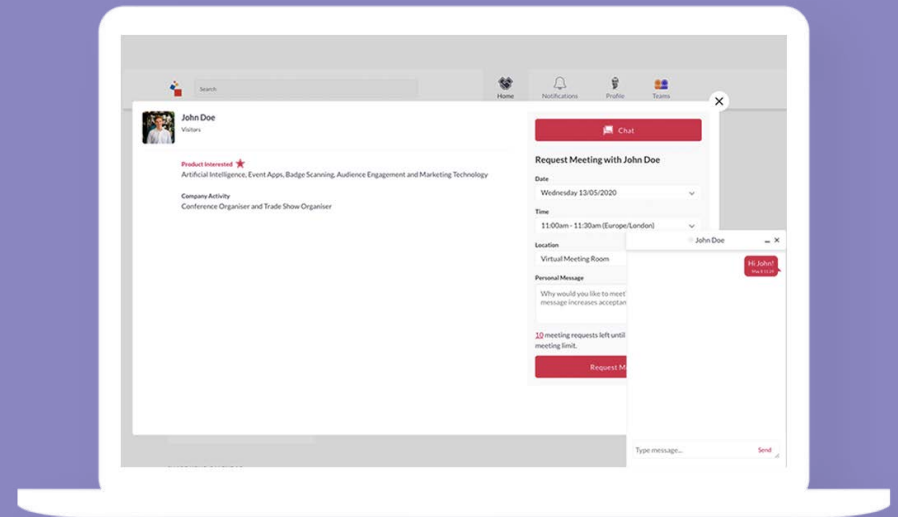 Search
Home
Notifications
Profile
Teams
John Doe
Visitors
Product Interested
Artificial Intelligence, Event Apps, Badge Scanning, Audience Engagement and Marketing Technology
Company Activity
Conference Organiser and Trade Show Organiser
Chat
Request Meeting with John Doe
Date
Wednesday 13/05/2020
Time
11:00am - 11:30am (Europe/London)
Location
Virtual Meeting Room
Personal Message
Why would you like to meet
message increases
10 meeting requests left until
meeting limit.
Request
John Doe
Hi John!
Type message...
Send